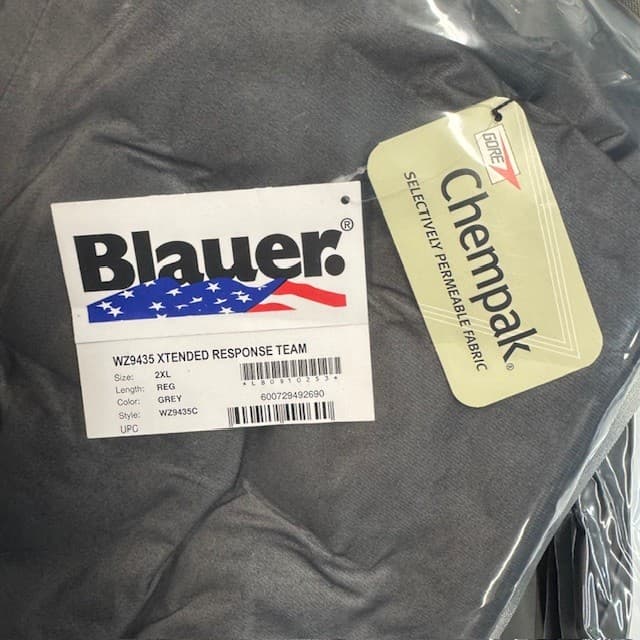 Blauer.®
WZ9435 XTENDED RESPONSE TEAM
Size: 2XL
Length: REG
Color: GREY
Style: WZ9435C
UPC
*LB09102534
600729492690
GORE
Chempak®
SELECTIVELY PERMEABLE FABRIC